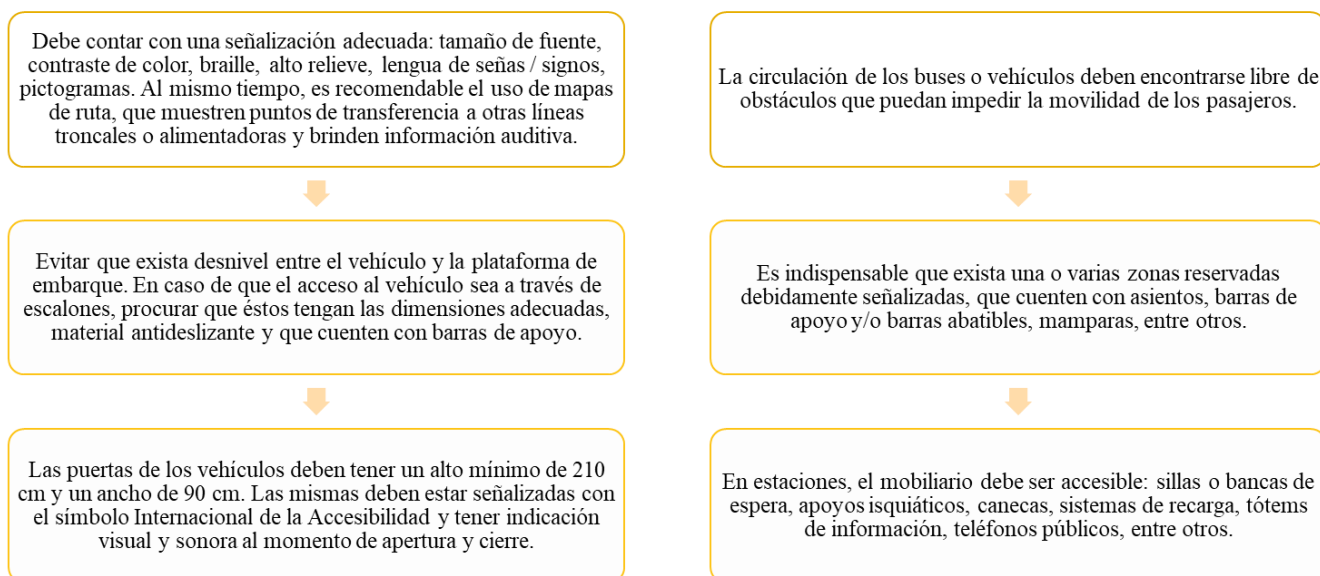 Debe contar con una señalización adecuada: tamaño de fuente,
contraste de color, braille, alto relieve, lengua de señas / signos,
pictogramas. Al mismo tiempo, es recomendable el uso de mapas
de ruta, que muestren puntos de transferencia a otras líneas
troncales o alimentadoras y brinden información auditiva.
Evitar que exista desnivel entre el vehículo y la plataforma de
embarque. En caso de que el acceso al vehículo sea a través de
escalones, procurar que éstos tengan las dimensiones adecuadas,
material antideslizante y que cuenten con barras de apoyo.
Las puertas de los vehículos deben tener un alto mínimo de 210
cm y un ancho de 90 cm. Las mismas deben estar señalizadas con
el símbolo Internacional de la Accesibilidad y tener indicación
visual y sonora al momento de apertura y cierre.
La circulación de los buses o vehículos deben encontrarse libre de
obstáculos que puedan impedir la movilidad de los pasajeros.
Es indispensable que exista una o varias zonas reservadas
debidamente señalizadas, que cuenten con asientos, barras de
apoyo y/o barras abatibles, mamparas, entre otros.
En estaciones, el mobiliario debe ser accesible: sillas o bancas de
espera, apoyos isquiáticos, canecas, sistemas de recarga, tótems
de información, teléfonos públicos, entre otros.